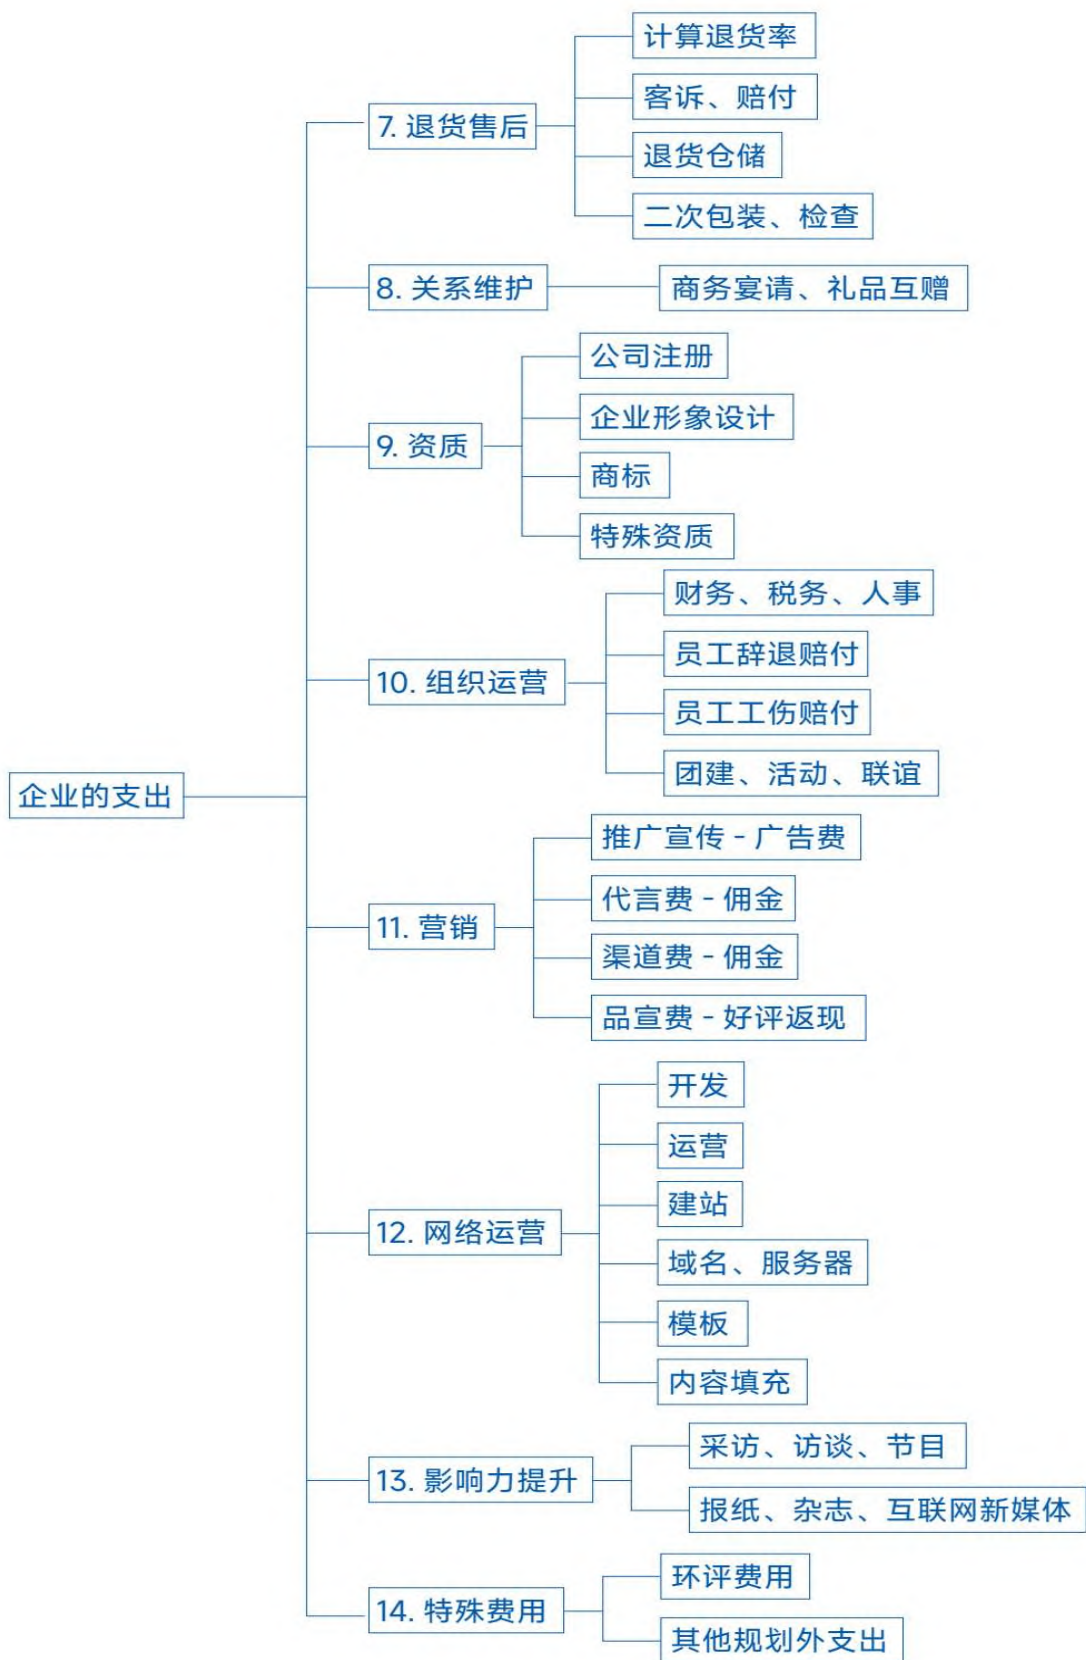 企业的支出
7. 退货售后
计算退货率
客诉、赔付
退货仓储
二次包装、检查
8. 关系维护
商务宴请、礼品互赠
9. 资质
公司注册
企业形象设计
商标
特殊资质
10. 组织运营
财务、税务、人事
员工辞退赔付
员工工伤赔付
团建、活动、联谊
11. 营销
推广宣传 - 广告费
代言费 - 佣金
渠道费 - 佣金
品宣费 - 好评返现
12. 网络运营
开发
运营
建站
域名、服务器
模板
内容填充
13. 影响力提升
采访、访谈、节目
报纸、杂志、互联网新媒体
14. 特殊费用
环评费用
其他规划外支出